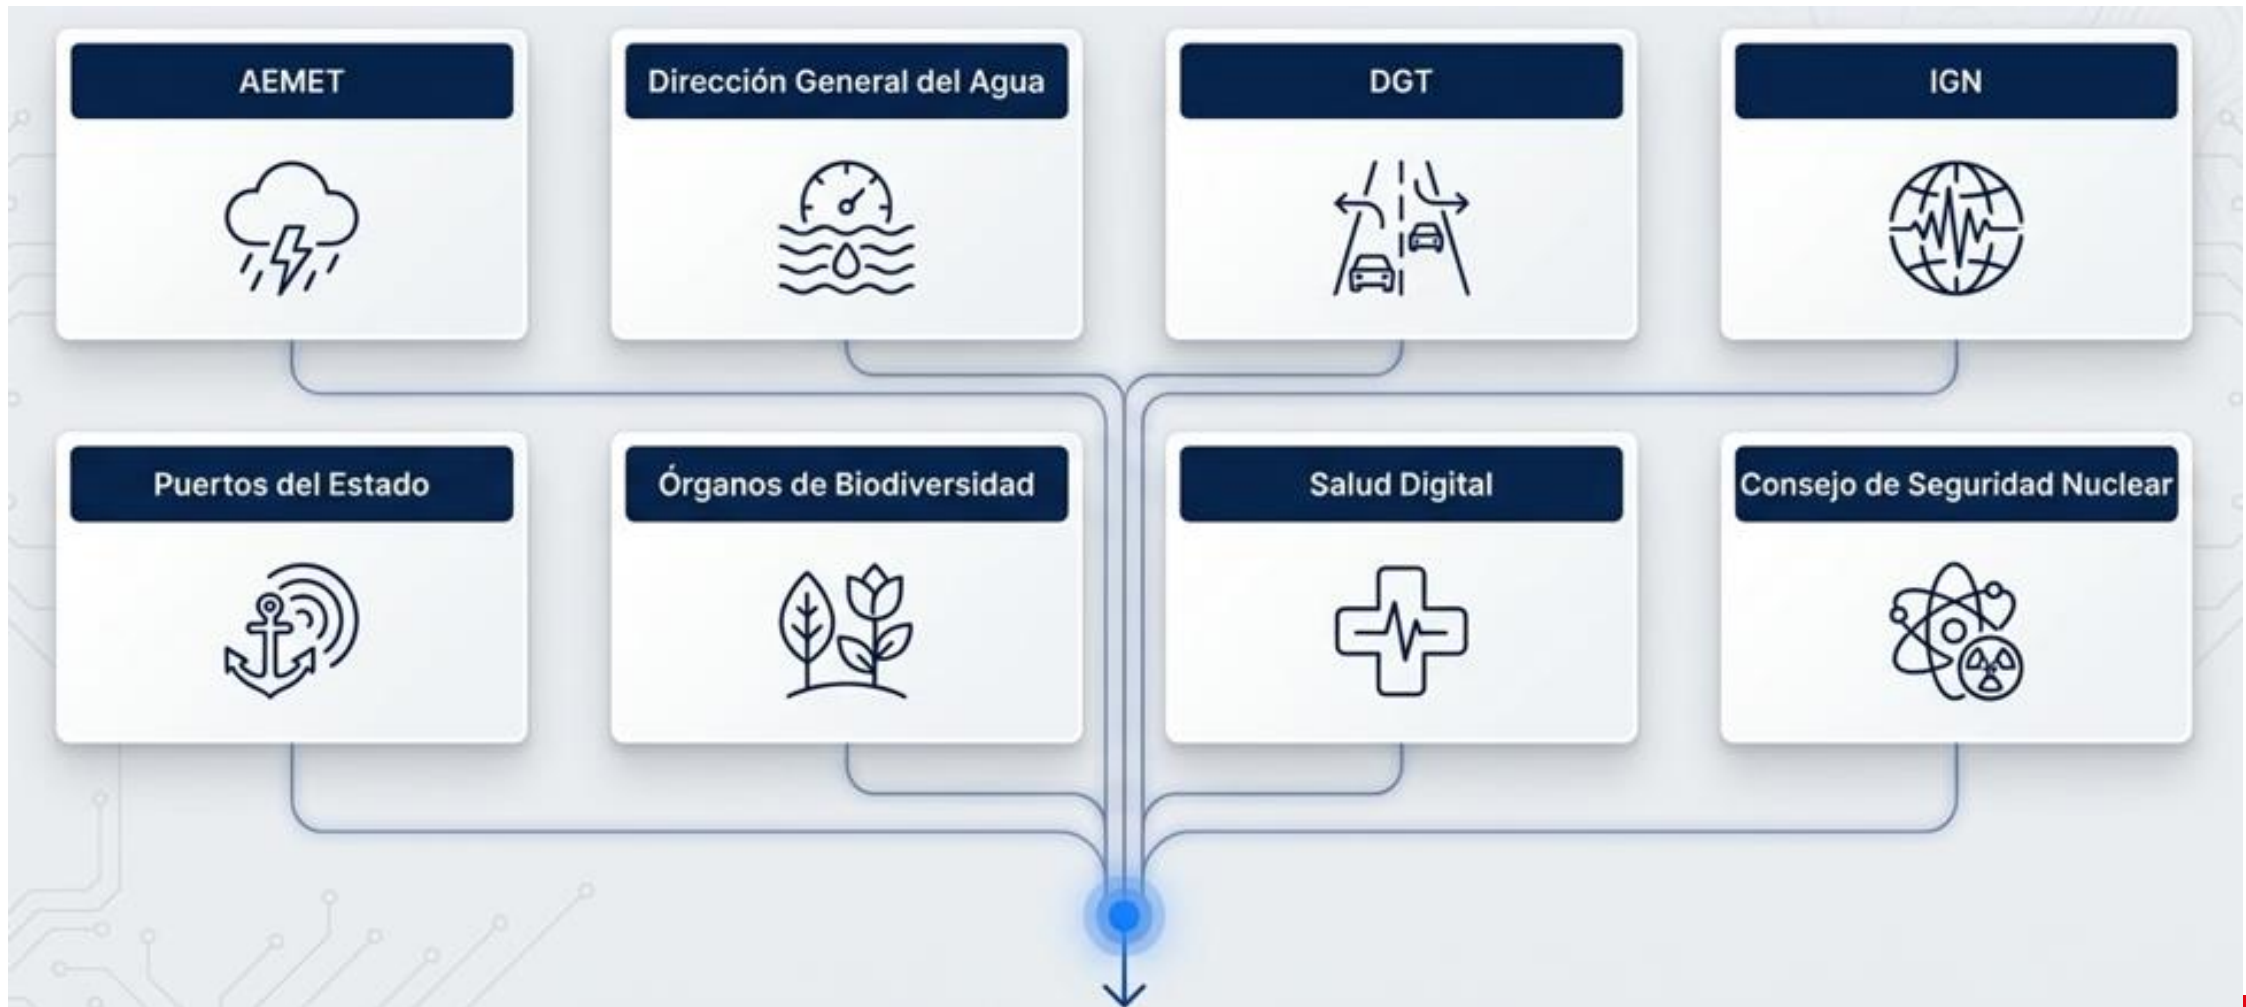 AEMET
Dirección General del Agua
DGT
IGN
Puertos del Estado
Órganos de Biodiversidad
Salud Digital
Consejo de Seguridad Nuclear